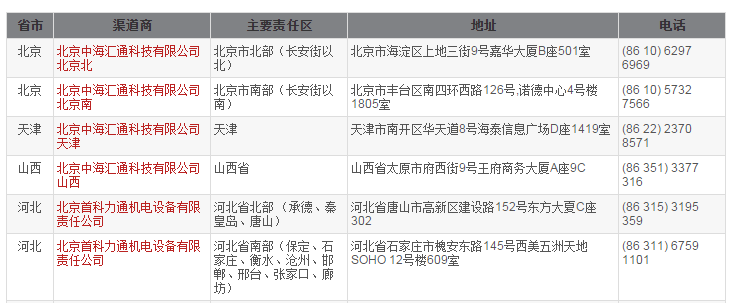 省市 渠道商 主要责任区 地址 电话
北京 北京中海汇通科技有限公司 北京市北部（长安街以 北京市海淀区上地三街9号嘉华大厦B座501室 (86 10) 6297
北京北 北） 6969
北京 北京中海汇通科技有限公司 北京市南部（长安街以 北京市丰台区南四环西路126号,诺德中心4号楼 (86 10) 5732
北京南 南） 1805室 7566
天津 北京中海汇通科技有限公司 天津 天津市南开区华天道8号海泰信息广场D座1419室 (86 22) 2370
天津 8571
山西 北京中海汇通科技有限公司 山西省 山西省太原市府西街9号王府商务大厦A座9C (86 351) 3377
山西 316
河北 北京首科力通机电设备有限 河北省北部 （承德、秦 河北省唐山市高新区建设路152号东方大厦C座 (86 315) 3195
责任公司 皇岛、唐山） 302 359
河北 北京首科力通机电设备有限 河北省南部（保定、石 河北省石家庄市槐安东路145号西美五洲天地 (86 311) 6759
责任公司 家庄、衡水、沧州、邯 SOHO 12号楼609室 1101
郸、邢台、张家口、廊
坊）